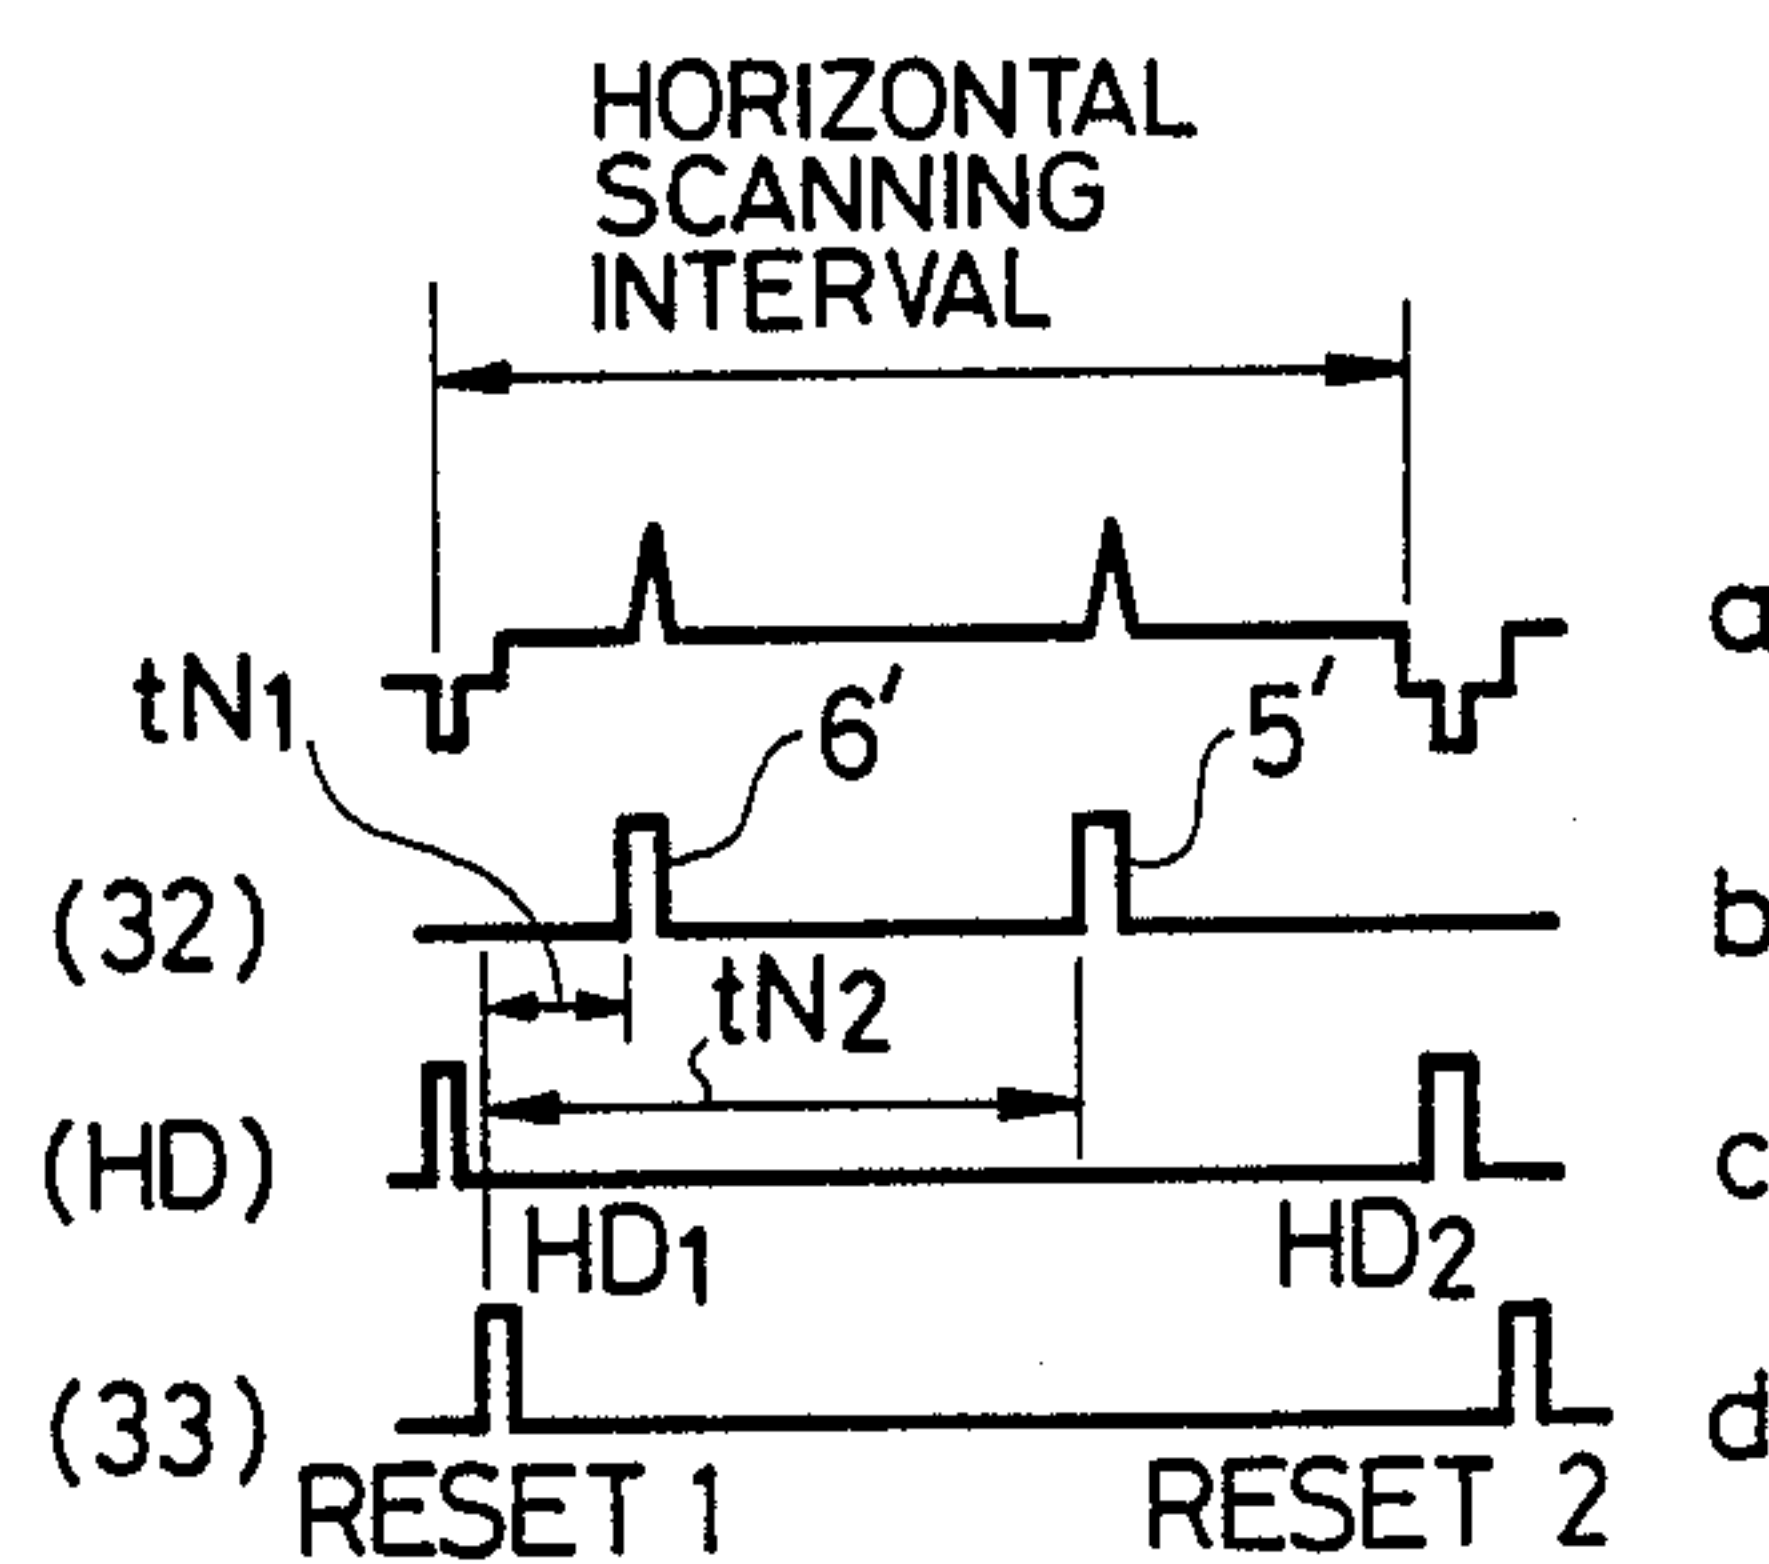 HORIZONTAL
SCANNING
INTERVAL
a
tN1
6'
5'
(32)
b
tN2
(HD)
c
HD1
HD2
(33)
d
RESET 1
RESET 2